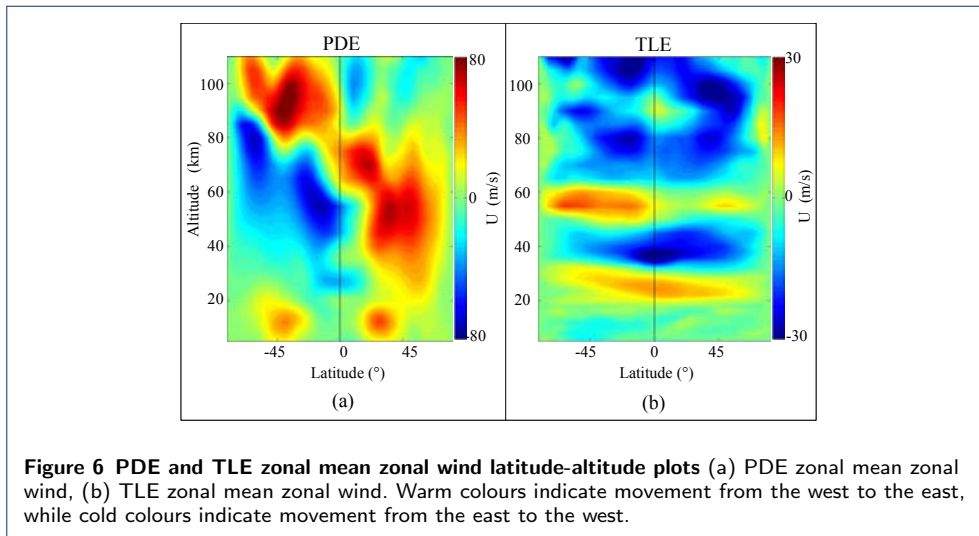 PDE
TLE
80
0
-80
U (m/s)
30
0
-30
U (m/s)
Altitude (km)
100
80
60
40
20
100
80
60
40
20
-45 0 45
-45 0 45
Latitude (°)
Latitude (°)
(a)
(b)
Figure 6 PDE and TLE zonal mean zonal wind latitude-altitude plots (a) PDE zonal mean zonal
wind, (b) TLE zonal mean zonal wind. Warm colours indicate movement from the west to the east,
while cold colours indicate movement from the east to the west.